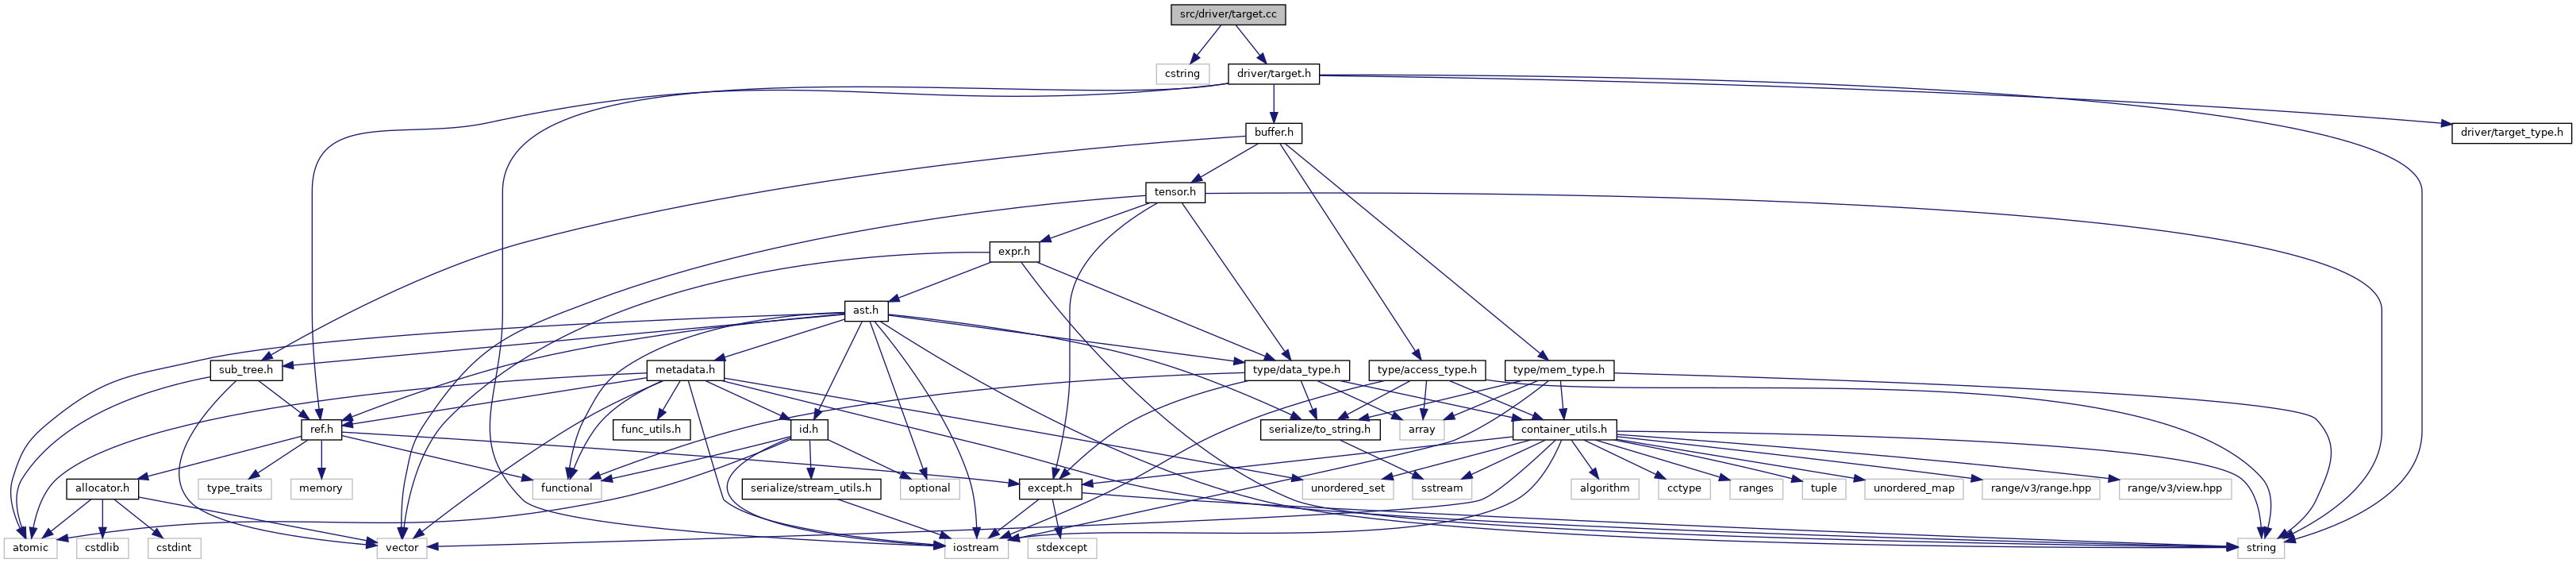 src/driver/target.cc
cstring
driver/target.h
buffer.h
driver/target_type.h
tensor.h
expr.h
ast.h
sub_tree.h
metadata.h
type/data_type.h
type/access_type.h
type/mem_type.h
ref.h
func_utils.h
id.h
serialize/to_string.h
array
container_utils.h
allocator.h
type_traits
memory
functional
serialize/stream_utils.h
optional
except.h
unordered_set
sstream
algorithm
cctype
ranges
tuple
unordered_map
range/v3/range.hpp
range/v3/view.hpp
atomic
cstdlib
cstdint
vector
iostream
stdexcept
string